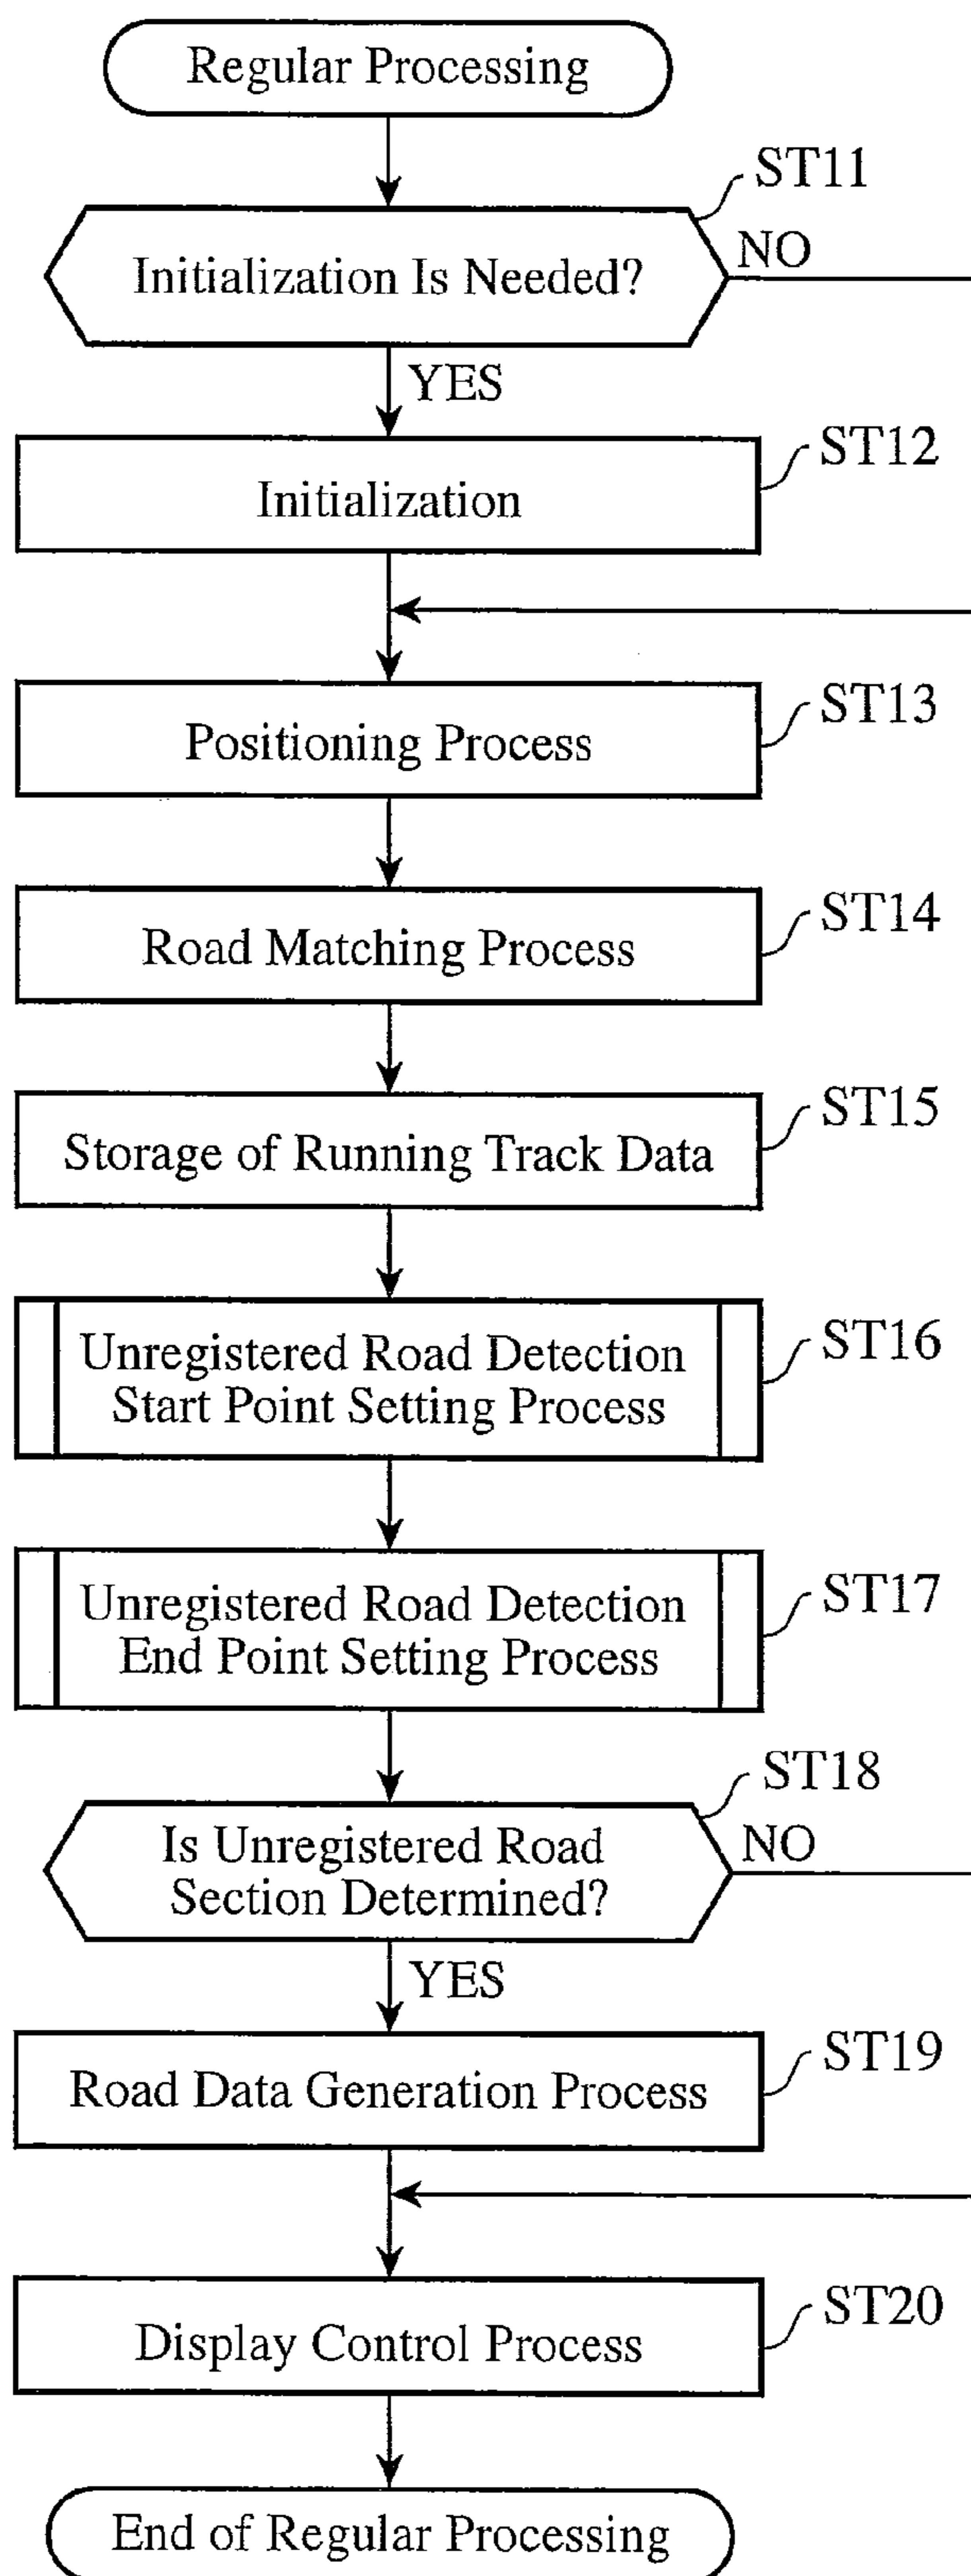 Regular Processing
ST11
Initialization Is Needed?
NO
YES
ST12
Initialization
ST13
Positioning Process
ST14
Road Matching Process
ST15
Storage of Running Track Data
ST16
Unregistered Road Detection
Start Point Setting Process
ST17
Unregistered Road Detection
End Point Setting Process
ST18
Is Unregistered Road
Section Determined?
NO
YES
ST19
Road Data Generation Process
ST20
Display Control Process
End of Regular Processing